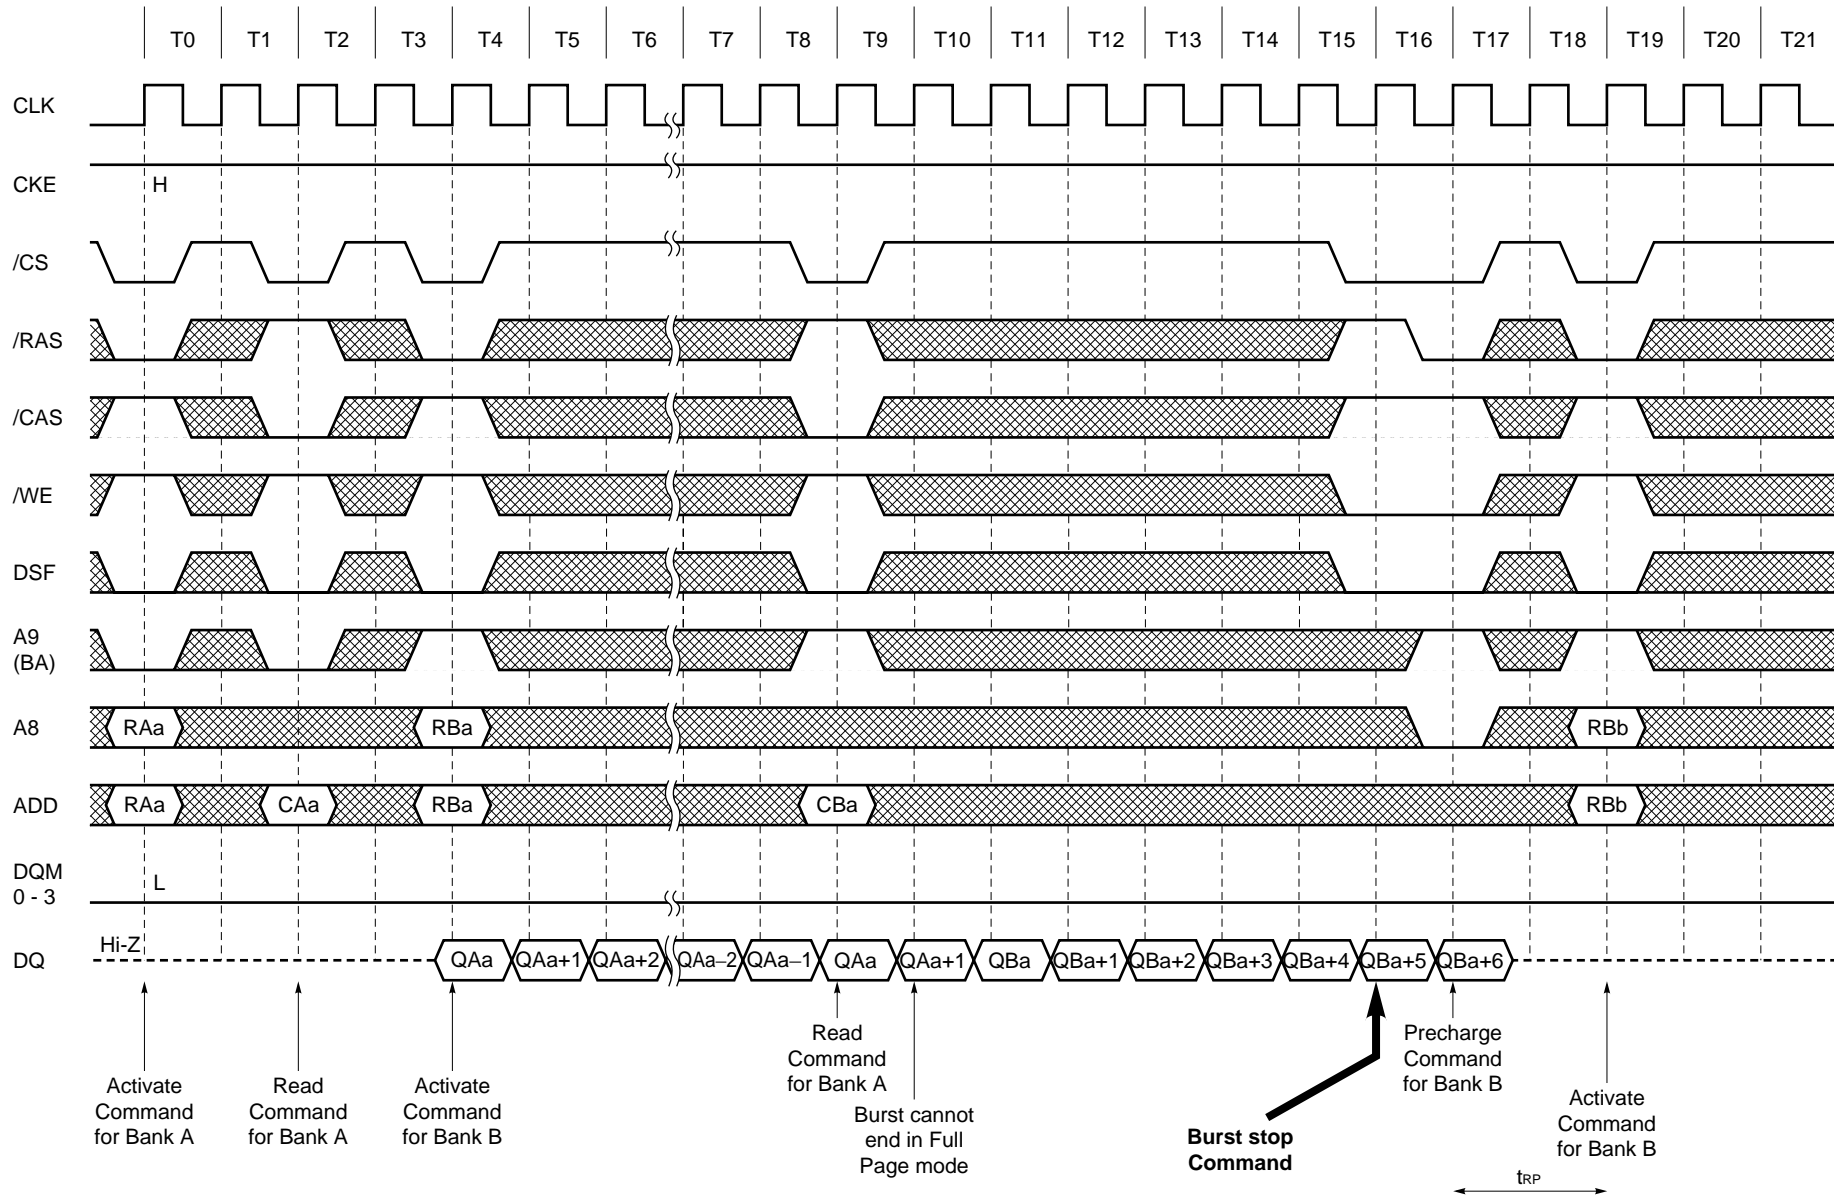 T0 T1 T2 T3 T4 T5 T6 T7 T8 T9 T10 T11 T12 T13 T14 T15 T16 T17 T18 T19 T20 T21
CLK
CKE
H
/CS
/RAS
/CAS
/WE
DSF
A9
(BA)
A8 RAa RBa RBb
ADD RAa CAa RBa CBa RBb
DQM
0 - 3
L
Hi-Z
DQ QAa QAa+1 QAa+2 QAa–2 QAa–1 QAa QAa+1 QBa QBa+1 QBa+2 QBa+3 QBa+4 QBa+5 QBa+6
Activate
Command
for Bank A
Read
Command
for Bank A
Activate
Command
for Bank B
Read
Command
for Bank A
Burst cannot
end in Full
Page mode
Burst stop
Command
Precharge
Command
for Bank B
Activate
Command
for Bank B
tRP